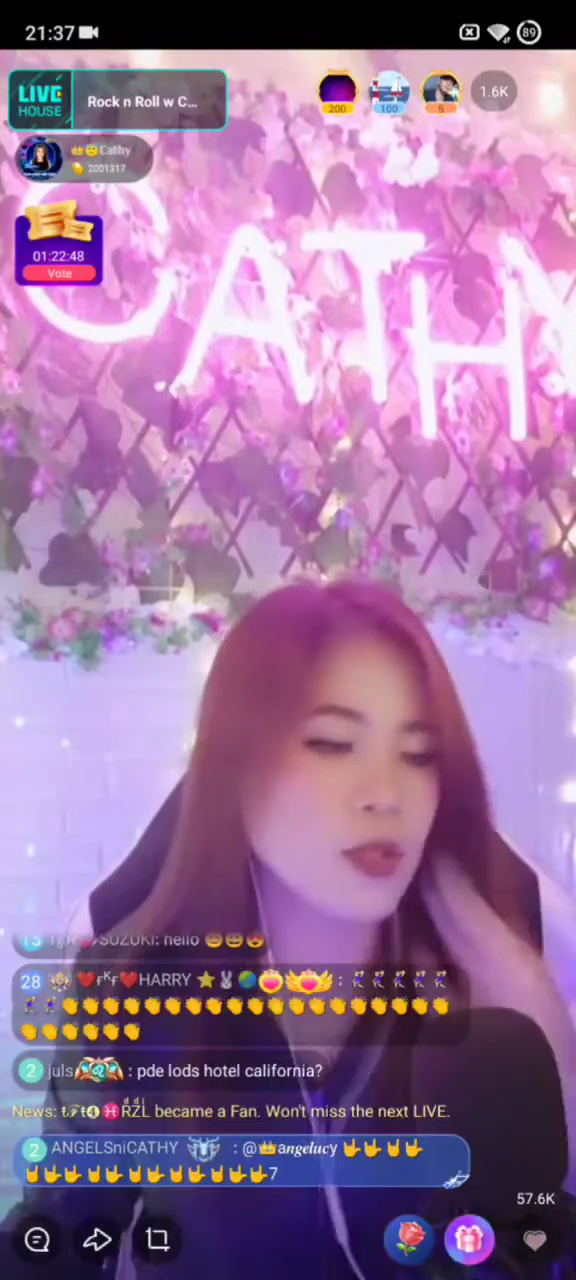 21:37
89
LIVE
HOUSE
Rock n Roll w C...
200
100
5
1.6K
Cathy
2001317
01:22:48
Vote
CATHY
15 SUZUKI: hello 
28 ❤️ꜰᴷꜰ❤️HARRY ⭐🐰🌏 : 
👏👏👏👏👏👏👏👏👏👏👏👏👏👏👏👏👏👏👏
👏👏👏👏👏👏
2 juls : pde lods hotel california?
News: became a Fan. Won't miss the next LIVE.
2 ANGELSniCATHY : @👑angelucy 🤟🤟🤘🤟
🤘🤟🤟🤘🤟🤟🤘🤟🤘🤟🤟🤟7
57.6K